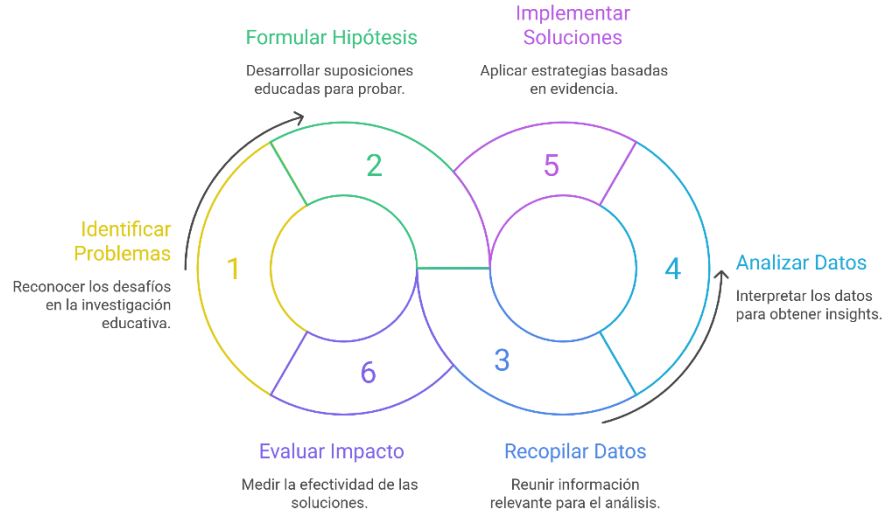 Formular Hipótesis
Desarrollar suposiciones
educadas para probar.
Implementar
Soluciones
Aplicar estrategias basadas
en evidencia.
2
5
Identificar
Problemas
Reconocer los desafíos
en la investigación
educativa.
1
4
Analizar Datos
Interpretar los datos
para obtener insights.
6
3
Evaluar Impacto
Medir la efectividad de las
soluciones.
Recopilar Datos
Reunir información
relevante para el análisis.